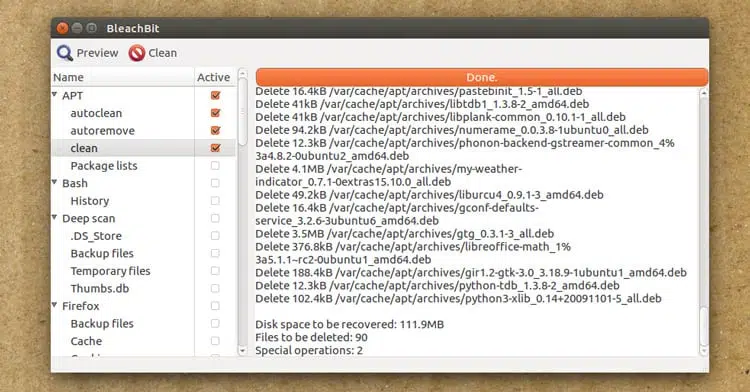 BleachBit
Preview
Clean
Name
Active
APT
autoclean
autoremove
clean
Package lists
Bash
History
Deep scan
.DS_Store
Backup files
Temporary files
Thumbs.db
Firefox
Backup files
Cache
Done.
Delete 16.4kB /var/cache/apt/archives/pastebinit_1.5-1_all.deb
Delete 41kB /var/cache/apt/archives/libtdb1_1.3.8-2_amd64.deb
Delete 41kB /var/cache/apt/archives/libplank-common_0.10.1-1_all.deb
Delete 94.2kB /var/cache/apt/archives/numerame_0.0.3.8-1ubuntu0_all.deb
Delete 12.3kB /var/cache/apt/archives/phonon-backend-gstreamer-common_4%
3a4.8.2-0ubuntu2_amd64.deb
Delete 4.1MB /var/cache/apt/archives/my-weather-
indicator_0.7.1-0extras15.10.0_all.deb
Delete 49.2kB /var/cache/apt/archives/liburcu4_0.9.1-3_amd64.deb
Delete 16.4kB /var/cache/apt/archives/gconf-defaults-
service_3.2.6-3ubuntu6_amd64.deb
Delete 3.5MB /var/cache/apt/archives/gtg_0.3.1-3_all.deb
Delete 376.8kB /var/cache/apt/archives/libreoffice-math_1%
3a5.1.1~rc2-0ubuntu1_amd64.deb
Delete 188.4kB /var/cache/apt/archives/gir1.2-gtk-3.0_3.18.9-1ubuntu1_amd64.deb
Delete 12.3kB /var/cache/apt/archives/python-tdb_1.3.8-2_amd64.deb
Delete 102.4kB /var/cache/apt/archives/python3-xlib_0.14+20091101-5_all.deb
Disk space to be recovered: 111.9MB
Files to be deleted: 90
Special operations: 2